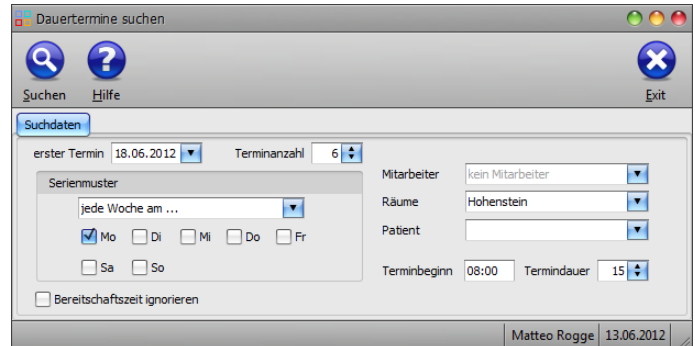 Dauertermine suchen
Suchen Hilfe Exit
Suchdaten
erster Termin 18.06.2012 Terminanzahl 6
Serienmuster
jede Woche am ...
Mo Di Mi Do Fr
Sa So
Bereitschaftszeit ignorieren
Mitarbeiter kein Mitarbeiter
Räume Hohenstein
Patient
Terminbeginn 08:00 Termindauer 15
Matteo Rogge 13.06.2012